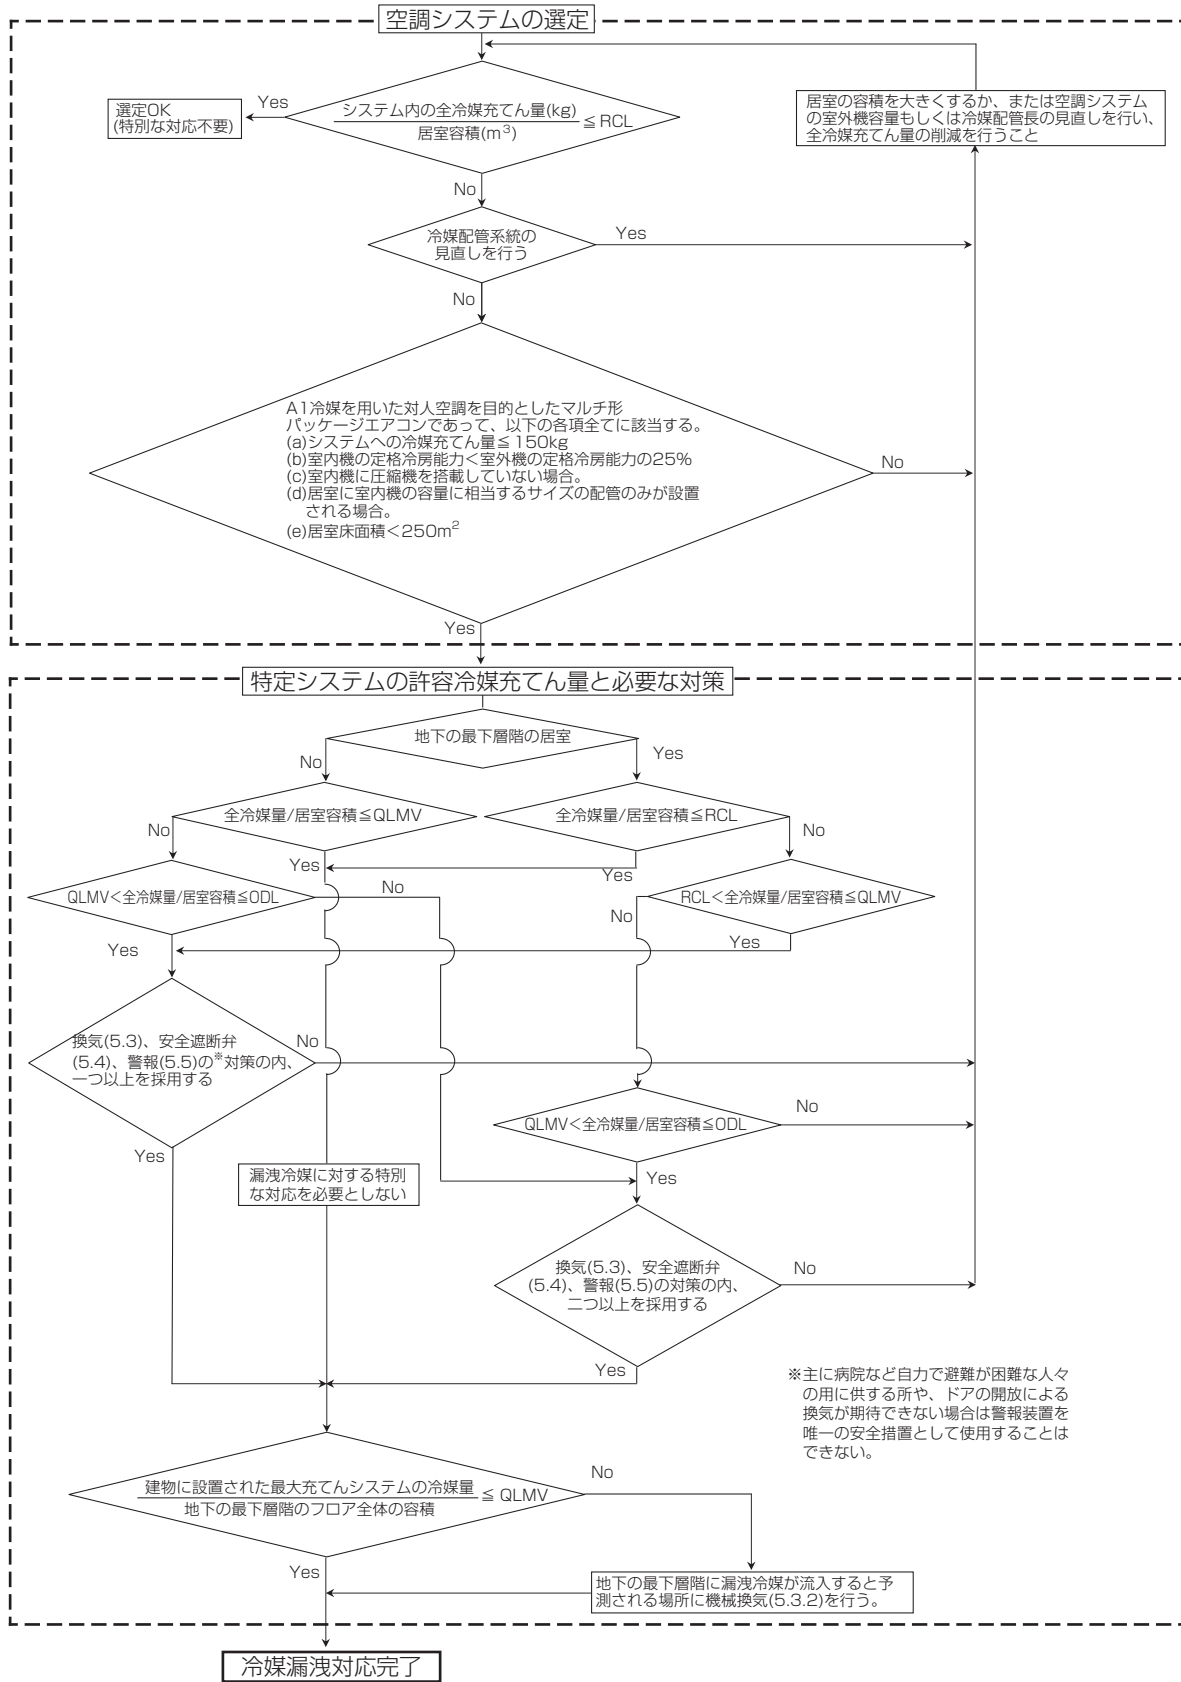 空調システムの選定
選定OK
(特別な対応不要)
Yes
システム内の全冷媒充てん量(kg)
居室容積(m³)
≦RCL
居室の容積を大きくするか、または空調システム
の室外機容量もしくは冷媒配管長の見直しを行い、
全冷媒充てん量の削減を行うこと
No
冷媒配管系統の
見直しを行う
Yes
No
A1冷媒を用いた対人空調を目的としたマルチ形
パッケージエアコンであって、以下の各項全てに該当する。
(a)システムへの冷媒充てん量≦150kg
(b)室内機の定格冷房能力<室外機の定格冷房能力の25%
(c)室内機に圧縮機を搭載していない場合。
(d)居室に室内機の容量に相当するサイズの配管のみが設置
される場合。
(e)居室床面積<250m²
No
Yes
特定システムの許容冷媒充てん量と必要な対策
地下の最下層階の居室
No
Yes
全冷媒量/居室容積≦QLMV
全冷媒量/居室容積≦RCL
No
No
Yes
Yes
QLMV<全冷媒量/居室容積≦ODL
No
RCL<全冷媒量/居室容積≦QLMV
No
Yes
Yes
換気(5.3)、安全遮断弁
(5.4)、警報(5.5)の※対策の内、
一つ以上を採用する
No
Yes
QLMV<全冷媒量/居室容積≦ODL
No
Yes
漏洩冷媒に対する特別
な対応を必要としない
換気(5.3)、安全遮断弁
(5.4)、警報(5.5)の対策の内、
二つ以上を採用する
No
Yes
※主に病院など自力で避難が困難な人々
の用に供する所や、ドアの開放による
換気が期待できない場合は警報装置を
唯一の安全措置として使用することは
できない。
建物に設置された最大充てんシステムの冷媒量
地下の最下層階のフロア全体の容積
≦ QLMV
No
Yes
地下の最下層階に漏洩冷媒が流入すると予
測される場所に機械換気(5.3.2)を行う。
冷媒漏洩対応完了